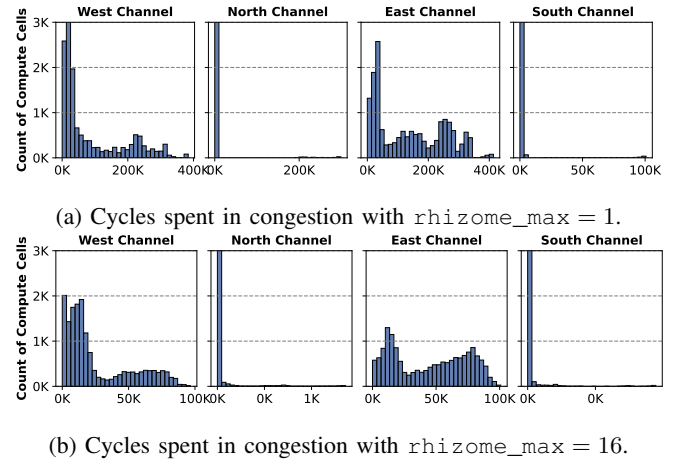 West Channel North Channel East Channel South Channel
Count of Compute Cells
3K
2K
1K
0K
0K 200K 400K 200K 0K 200K 400K 0K 50K 100K
(a) Cycles spent in congestion with rhizome_max = 1.
West Channel North Channel East Channel South Channel
Count of Compute Cells
3K
2K
1K
0K
0K 50K 100K 0K 0K 1K 0K 50K 100K 0K 0K
(b) Cycles spent in congestion with rhizome_max = 16.